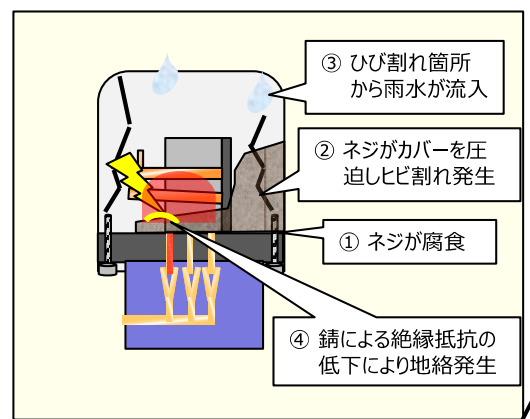 ③ ひび割れ箇所
から雨水が流入
② ネジがカバーを圧
迫しヒビ割れ発生
① ネジが腐食
④ 錆による絶縁抵抗の
低下により地絡発生